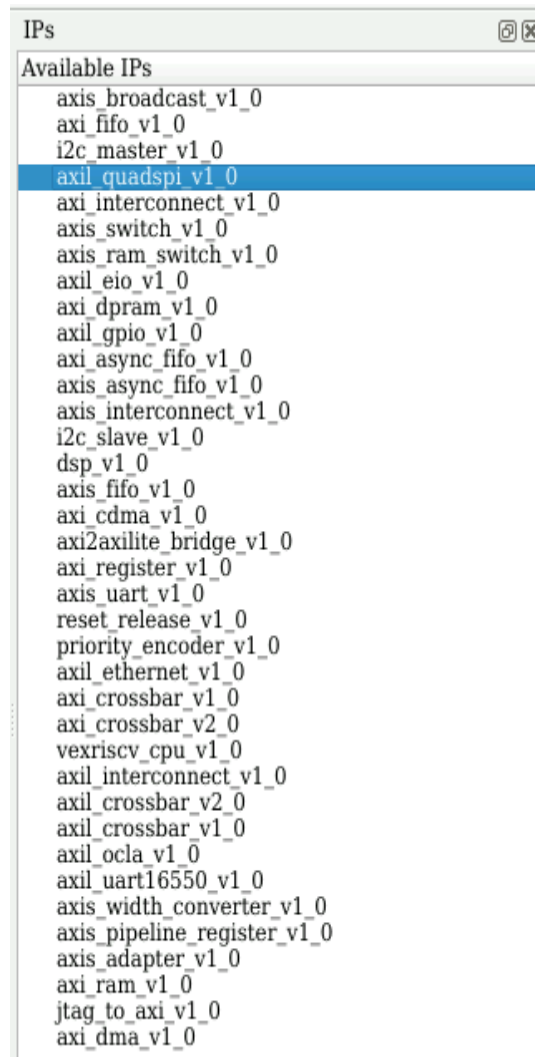 IPs
Available IPs
axis_broadcast_v1_0
axi_fifo_v1_0
i2c_master_v1_0
axil_quadspi_v1_0
axi_interconnect_v1_0
axis_switch_v1_0
axis_ram_switch_v1_0
axil_eio_v1_0
axi_dpram_v1_0
axil_gpio_v1_0
axi_async_fifo_v1_0
axis_async_fifo_v1_0
axis_interconnect_v1_0
i2c_slave_v1_0
dsp_v1_0
axis_fifo_v1_0
axi_cdma_v1_0
axi2axilite_bridge_v1_0
axi_register_v1_0
axis_uart_v1_0
reset_release_v1_0
priority_encoder_v1_0
axil_ethernet_v1_0
axi_crossbar_v1_0
axi_crossbar_v2_0
vexriscv_cpu_v1_0
axil_interconnect_v1_0
axil_crossbar_v2_0
axil_crossbar_v1_0
axil_ocla_v1_0
axil_uart16550_v1_0
axis_width_converter_v1_0
axis_pipeline_register_v1_0
axis_adapter_v1_0
axi_ram_v1_0
jtag_to_axi_v1_0
axi_dma_v1_0